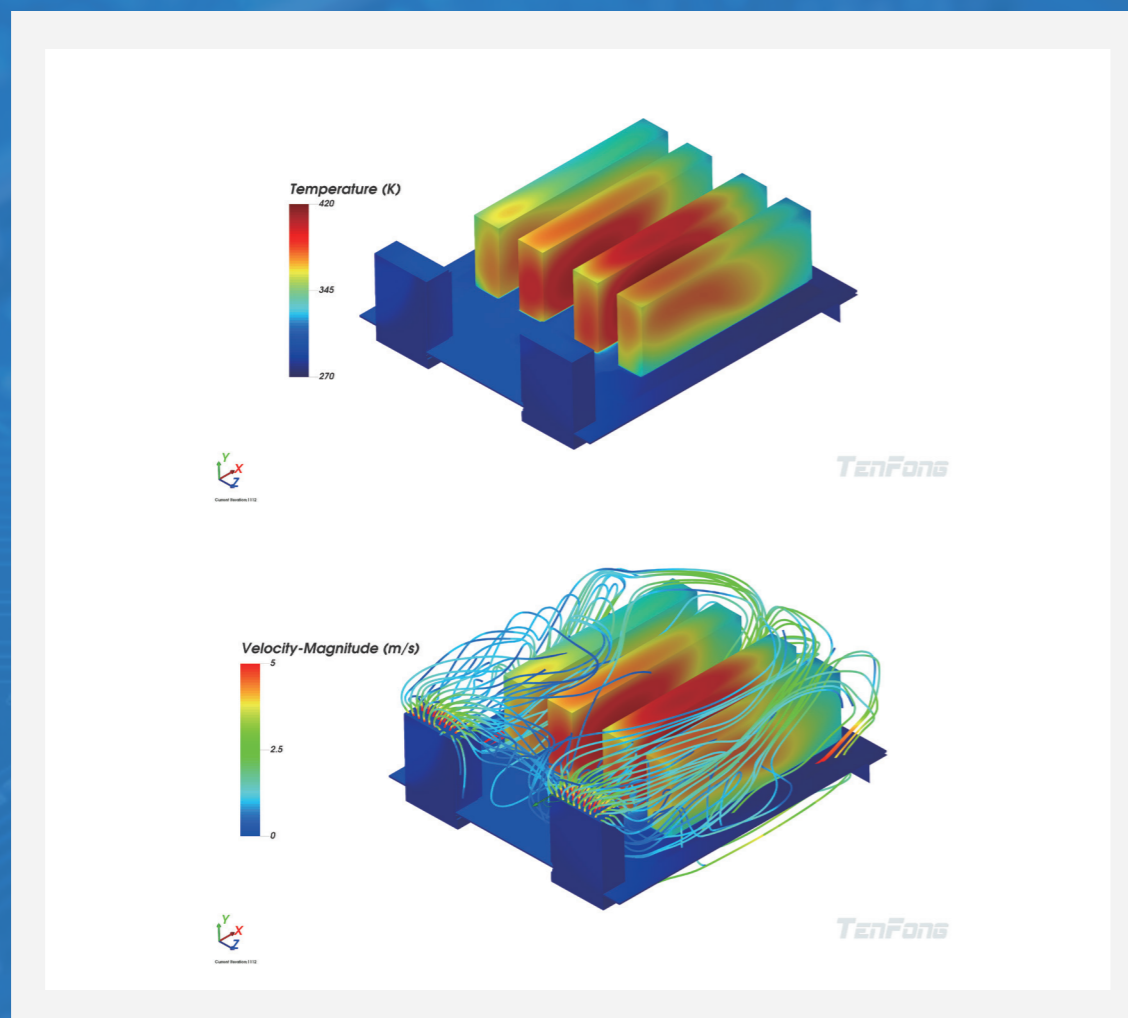 Temperature (K)
420
345
270
Y
X
Z
TENFONG
Velocity-Magnitude (m/s)
5
2.5
0
Y
X
Z
TENFONG